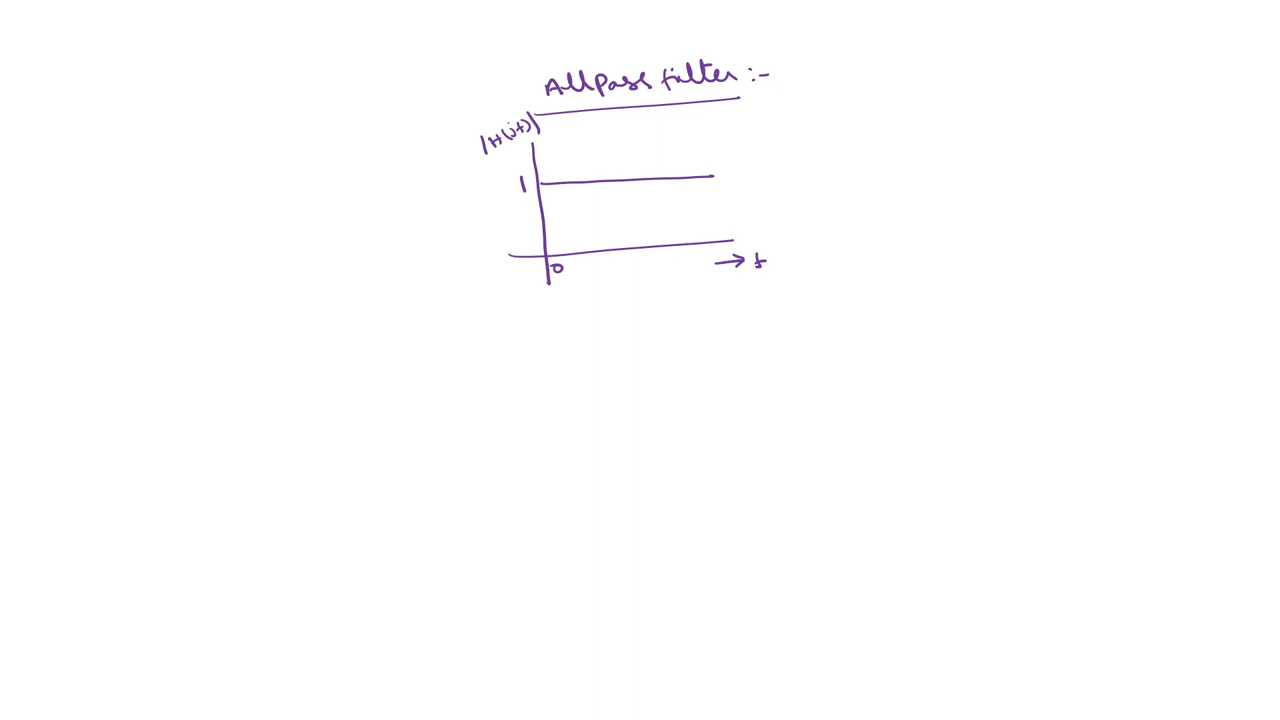 Allpass filter :-
|H(jf)|
1
0
→ f